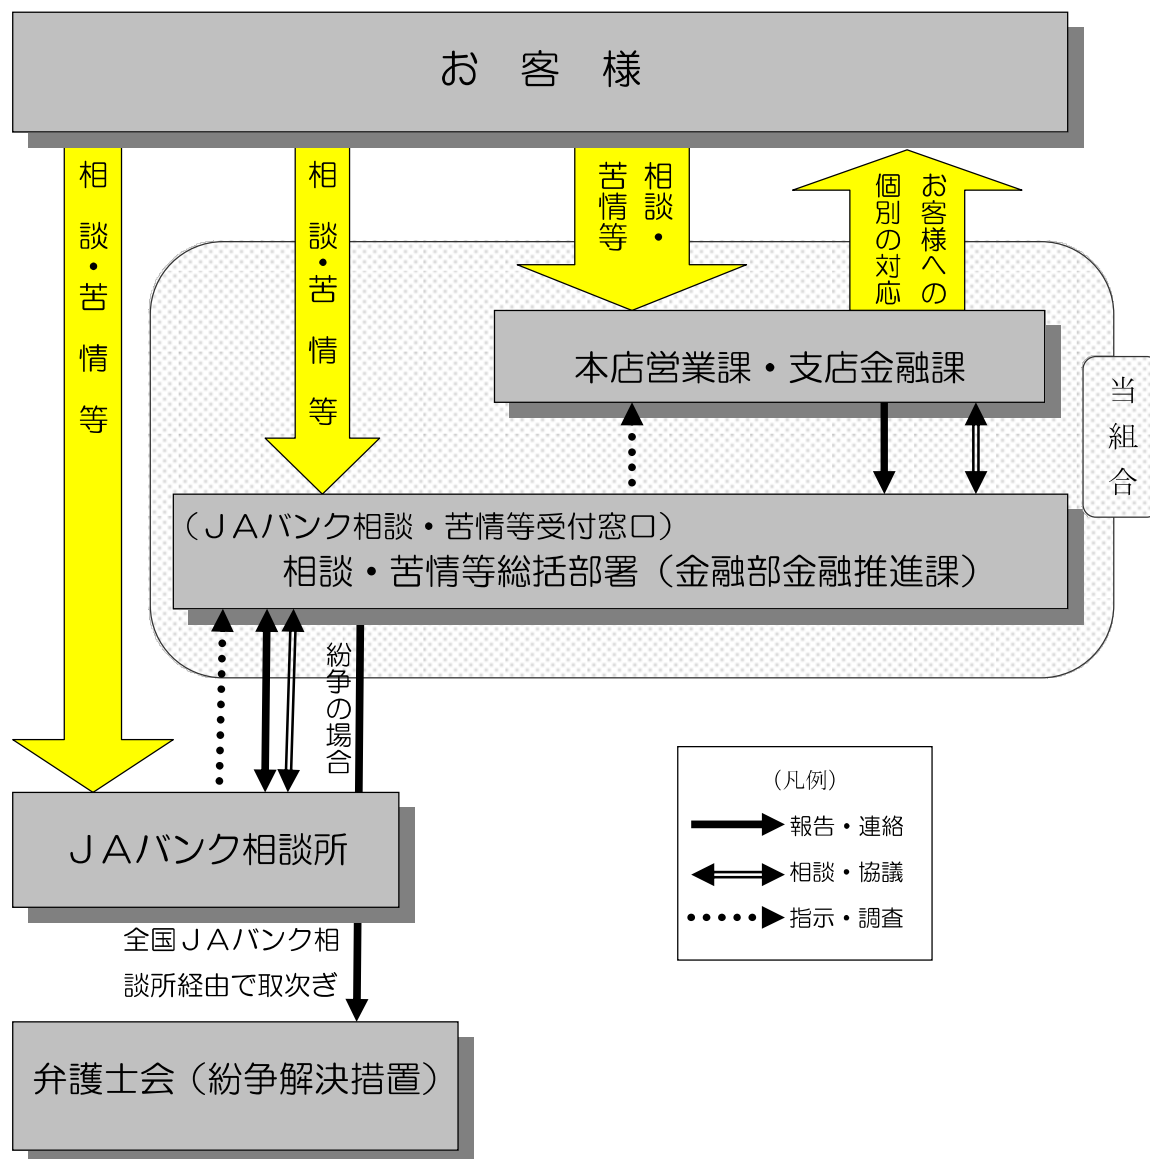 お 客 様
相 談・苦 情 等
相 談・苦 情 等
相談・
苦情等
お客様への
個別の対応
本店営業課・支店金融課
当組合
（ＪＡバンク相談・苦情等受付窓口）
相談・苦情等総括部署（金融部金融推進課）
紛争の場合
ＪＡバンク相談所
（凡例）
報告・連絡
相談・協議
指示・調査
全国ＪＡバンク相
談所経由で取次ぎ
弁護士会（紛争解決措置）